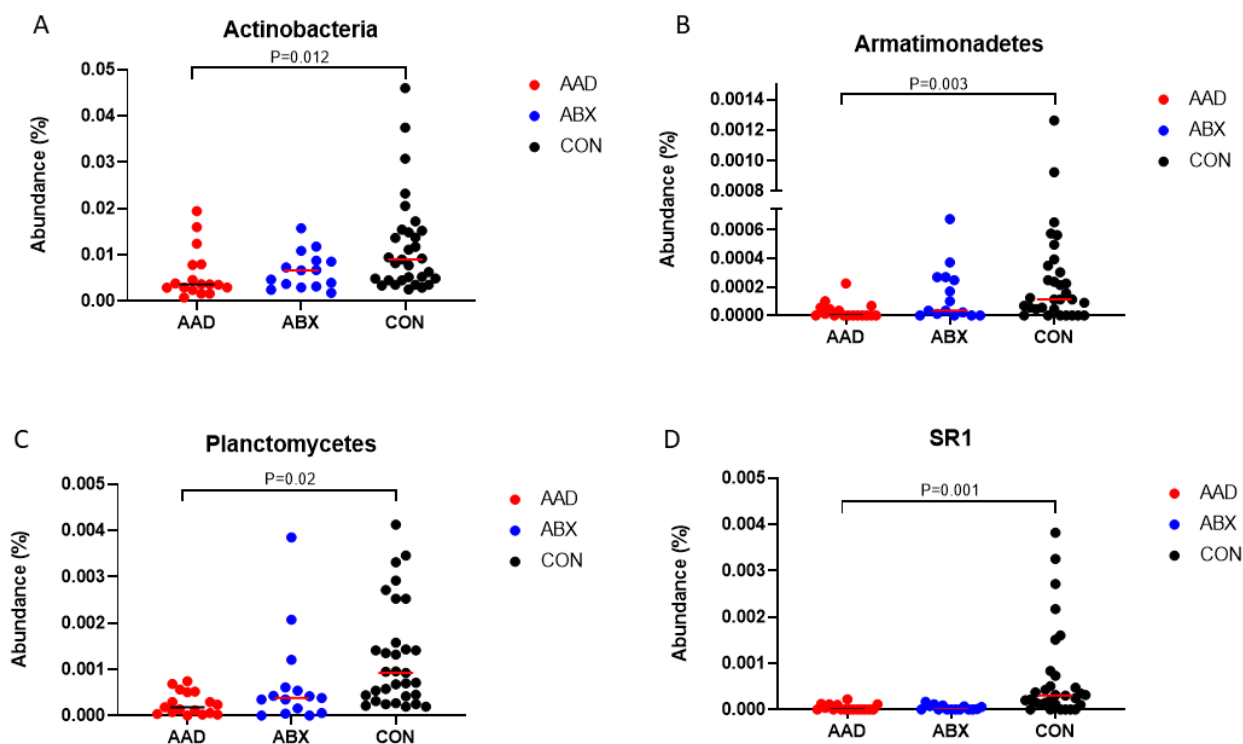 A
Actinobacteria
P=0.012
0.05
0.04
0.03
0.02
0.01
0.00
Abundance (%)
AAD
ABX
CON
AAD
ABX
CON
B
Armatimonadetes
P=0.003
0.0014
0.0012
0.0010
0.0008
0.0006
0.0004
0.0002
0.0000
Abundance (%)
AAD
ABX
CON
AAD
ABX
CON
C
Planctomycetes
P=0.02
0.005
0.004
0.003
0.002
0.001
0.000
Abundance (%)
AAD
ABX
CON
AAD
ABX
CON
D
SR1
P=0.001
0.005
0.004
0.003
0.002
0.001
0.000
Abundance (%)
AAD
ABX
CON
AAD
ABX
CON